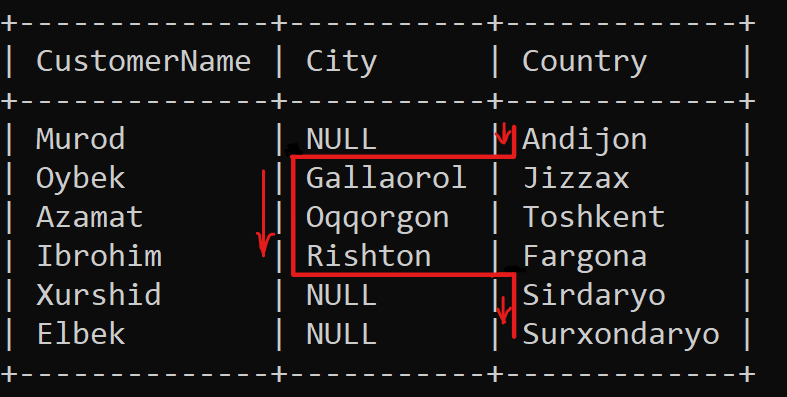 +--------------+-----------+-------------+
| CustomerName | City      | Country     |
+--------------+-----------+-------------+
| Murod        | NULL      | Andijon     |
| Oybek        | Gallaorol | Jizzax      |
| Azamat       | Oqqorgon  | Toshkent    |
| Ibrohim      | Rishton   | Fargona     |
| Xurshid      | NULL      | Sirdaryo    |
| Elbek        | NULL      | Surxondaryo |
+--------------+-----------+-------------+